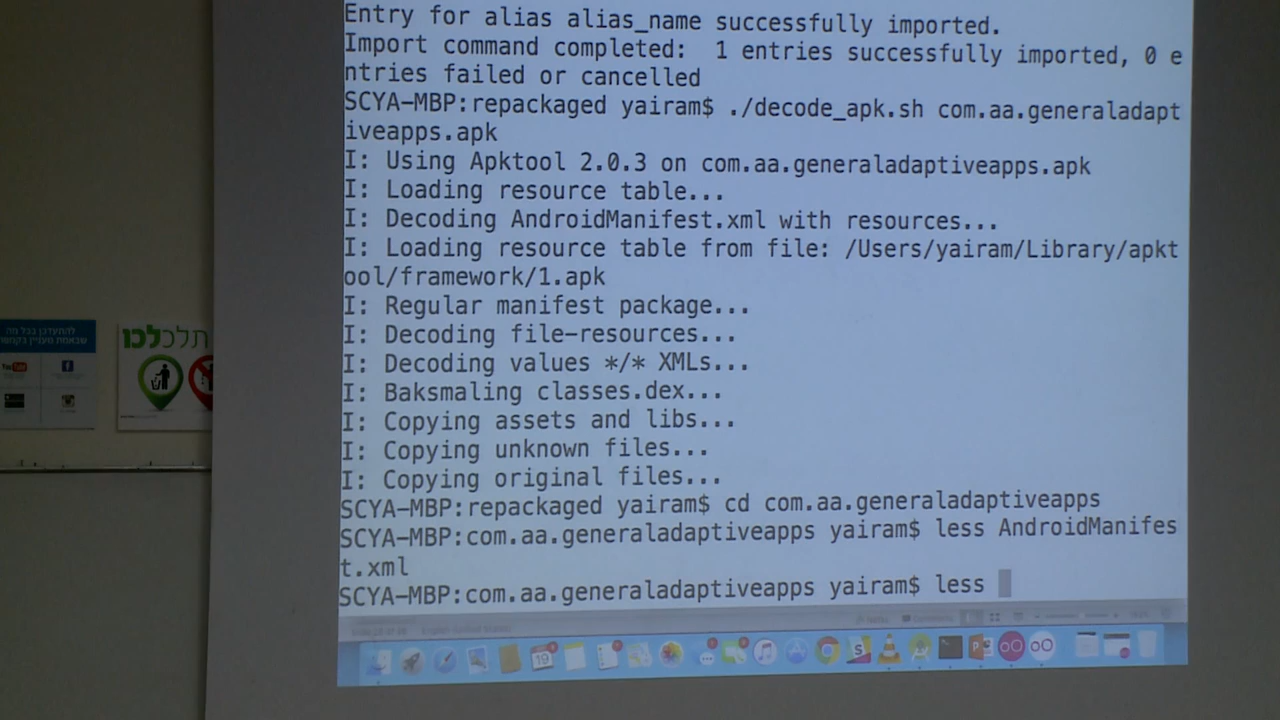 Entry for alias alias_name successfully imported.
Import command completed:  1 entries successfully imported, 0 e
ntries failed or cancelled
SCYA-MBP:repackaged yairam$ ./decode_apk.sh com.aa.generaladapt
iveapps.apk
I: Using Apktool 2.0.3 on com.aa.generaladaptiveapps.apk
I: Loading resource table...
I: Decoding AndroidManifest.xml with resources...
I: Loading resource table from file: /Users/yairam/Library/apkt
ool/framework/1.apk
I: Regular manifest package...
I: Decoding file-resources...
I: Decoding values */* XMLs...
I: Baksmaling classes.dex...
I: Copying assets and libs...
I: Copying unknown files...
I: Copying original files...
SCYA-MBP:repackaged yairam$ cd com.aa.generaladaptiveapps
SCYA-MBP:com.aa.generaladaptiveapps yairam$ less AndroidManifes
t.xml
SCYA-MBP:com.aa.generaladaptiveapps yairam$ less
להתעדכן בכל מה
תלכלכו
19